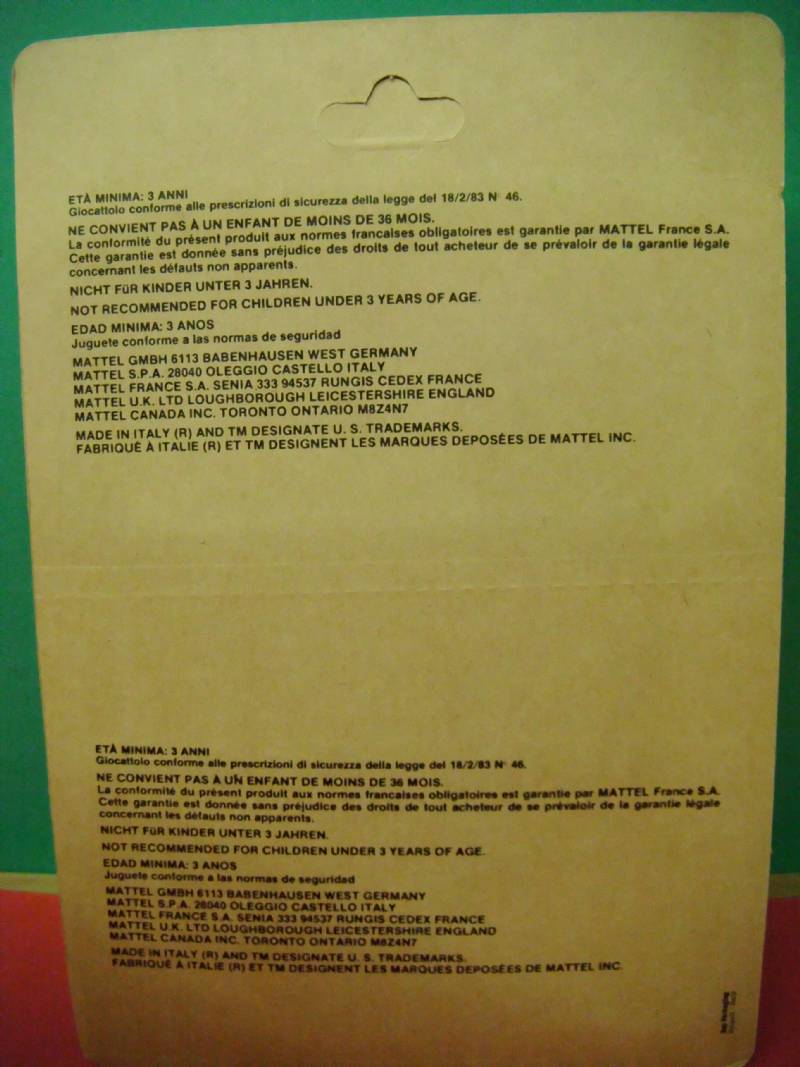 ETÀ MINIMA: 3 ANNI
Giocattolo conforme alle prescrizioni di sicurezza della legge del 18/2/83 N° 46.
NE CONVIENT PAS À UN ENFANT DE MOINS DE 36 MOIS.
La conformité du présent produit aux normes francaises obligatoires est garantie par MATTEL France S.A.
Cette garantie est donnée sans préjudice des droits de tout acheteur de se prévaloir de la garantie légale
concernant les défauts non apparents.
NICHT FüR KINDER UNTER 3 JAHREN.
NOT RECOMMENDED FOR CHILDREN UNDER 3 YEARS OF AGE.
EDAD MINIMA: 3 ANOS
Juguete conforme a las normas de seguridad
MATTEL GMBH 6113 BABENHAUSEN WEST GERMANY
MATTEL S.P.A. 28040 OLEGGIO CASTELLO ITALY
MATTEL FRANCE S.A. SENIA 333 94537 RUNGIS CEDEX FRANCE
MATTEL U.K. LTD LOUGHBOROUGH LEICESTERSHIRE ENGLAND
MATTEL CANADA INC. TORONTO ONTARIO M8Z4N7
MADE IN ITALY (R) AND TM DESIGNATE U. S. TRADEMARKS.
FABRIQUÈ À ITALIE (R) ET TM DESIGNENT LES MARQUES DEPOSÉES DE MATTEL INC.
ETÀ MINIMA: 3 ANNI
Giocattolo conforme alle prescrizioni di sicurezza della legge del 18/2/83 N° 46.
NE CONVIENT PAS À UN ENFANT DE MOINS DE 36 MOIS.
La conformité du présent produit aux normes francaises obligatoires est garantie par MATTEL France S.A.
Cette garantie est donnée sans préjudice des droits de tout acheteur de se prévaloir de la garantie légale
concernant les défauts non apparents.
NICHT FüR KINDER UNTER 3 JAHREN.
NOT RECOMMENDED FOR CHILDREN UNDER 3 YEARS OF AGE.
EDAD MINIMA: 3 ANOS
Juguete conforme a las normas de seguridad
MATTEL GMBH 6113 BABENHAUSEN WEST GERMANY
MATTEL S.P.A. 28040 OLEGGIO CASTELLO ITALY
MATTEL FRANCE S.A. SENIA 333 94537 RUNGIS CEDEX FRANCE
MATTEL U.K. LTD LOUGHBOROUGH LEICESTERSHIRE ENGLAND
MATTEL CANADA INC. TORONTO ONTARIO M8Z4N7
MADE IN ITALY (R) AND TM DESIGNATE U. S. TRADEMARKS.
FABRIQUÈ À ITALIE (R) ET TM DESIGNENT LES MARQUES DEPOSÉES DE MATTEL INC.